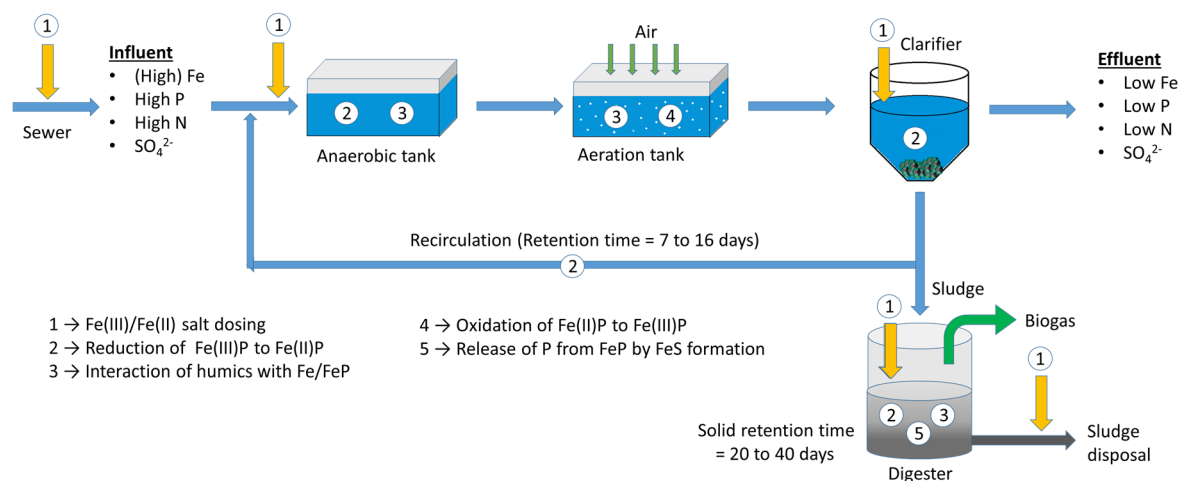 1
1
Air
1
Clarifier
Influent
• (High) Fe
• High P
• High N
• SO₄²⁻
Sewer
2
3
Anaerobic tank
3
4
Aeration tank
2
Effluent
• Low Fe
• Low P
• Low N
• SO₄²⁻
Recirculation (Retention time = 7 to 16 days)
2
Sludge
1 → Fe(III)/Fe(II) salt dosing
2 → Reduction of Fe(III)P to Fe(II)P
3 → Interaction of humics with Fe/FeP
4 → Oxidation of Fe(II)P to Fe(III)P
5 → Release of P from FeP by FeS formation
1
Biogas
1
2
3
5
Solid retention time
= 20 to 40 days
Digester
Sludge
disposal